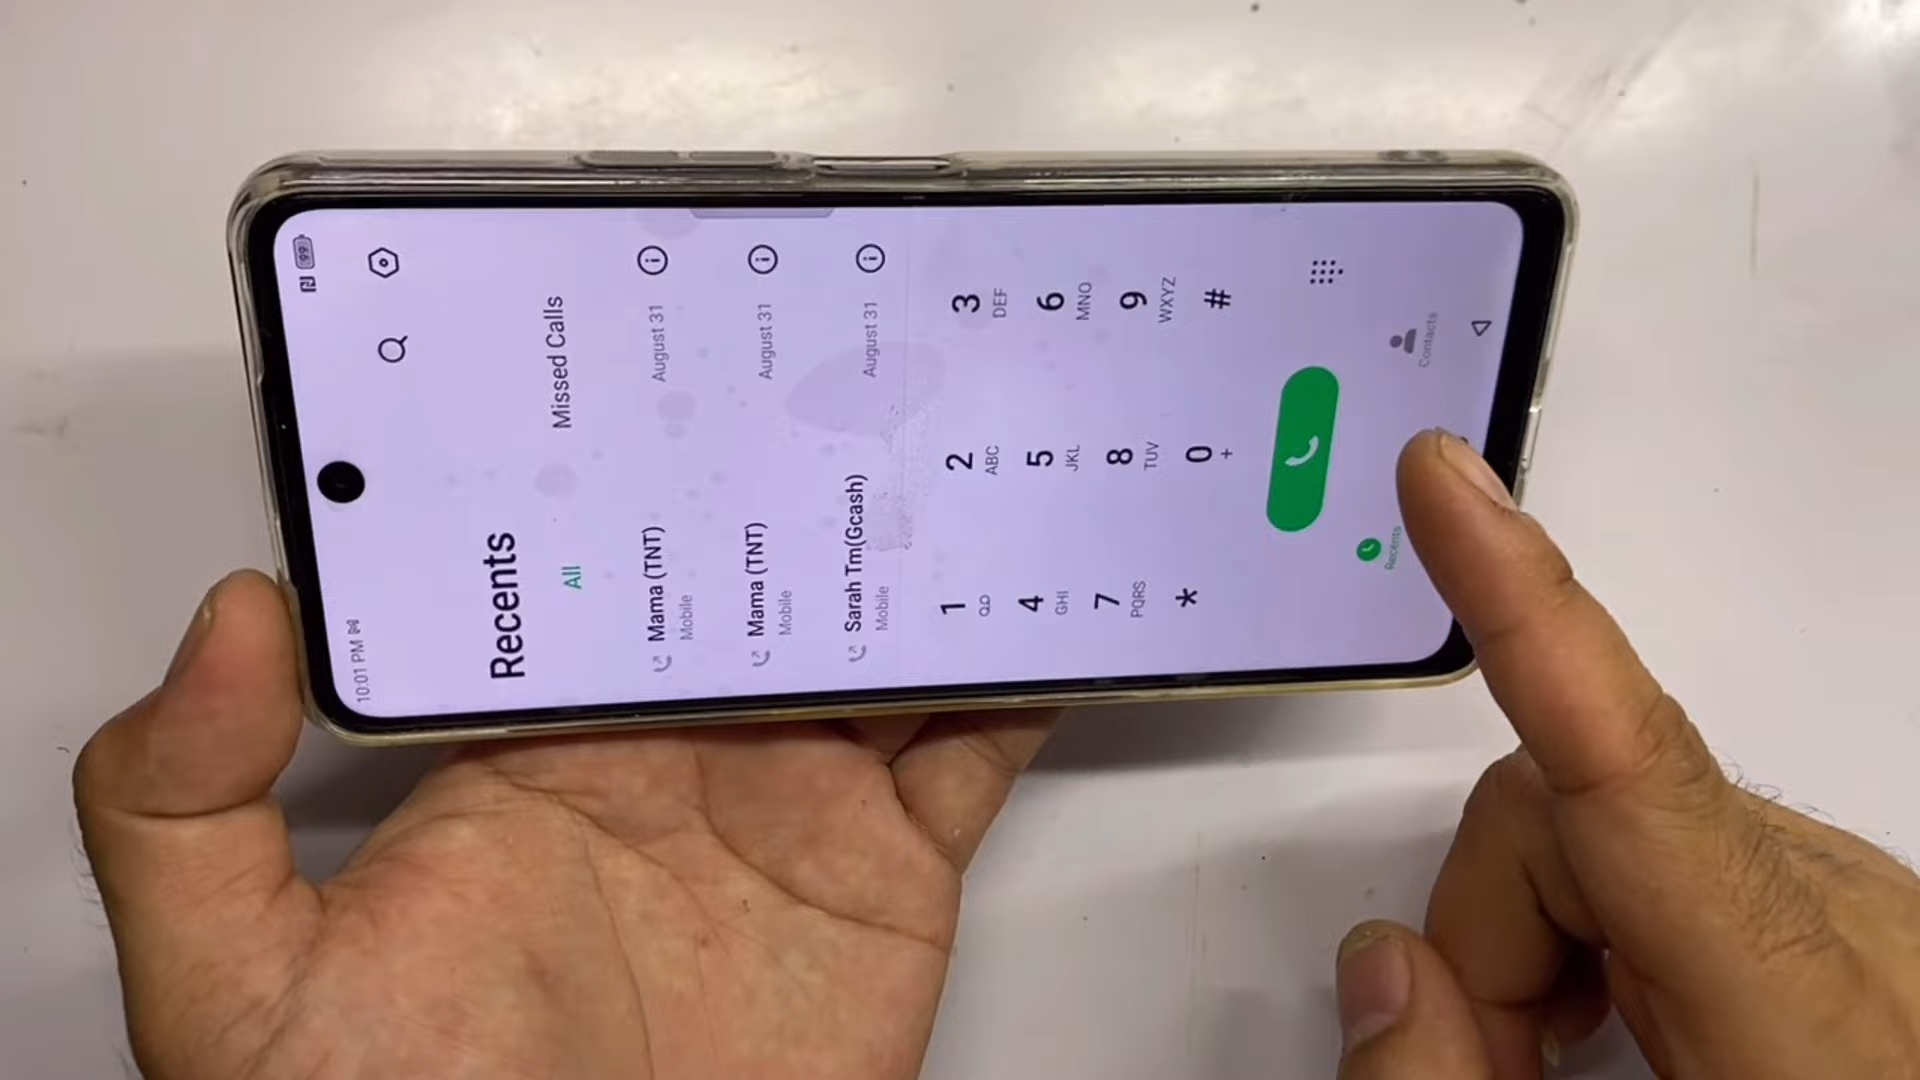 10:01 PM
99
Recents
All Missed Calls
Mama (TNT) August 31
Mobile
Mama (TNT) August 31
Mobile
Sarah Tm(Gcash) August 31
Mobile
1 2 3
ABC DEF
4 5 6
GHI JKL MNO
7 8 9
PQRS TUV WXYZ
* 0 #
+
Recents Contacts